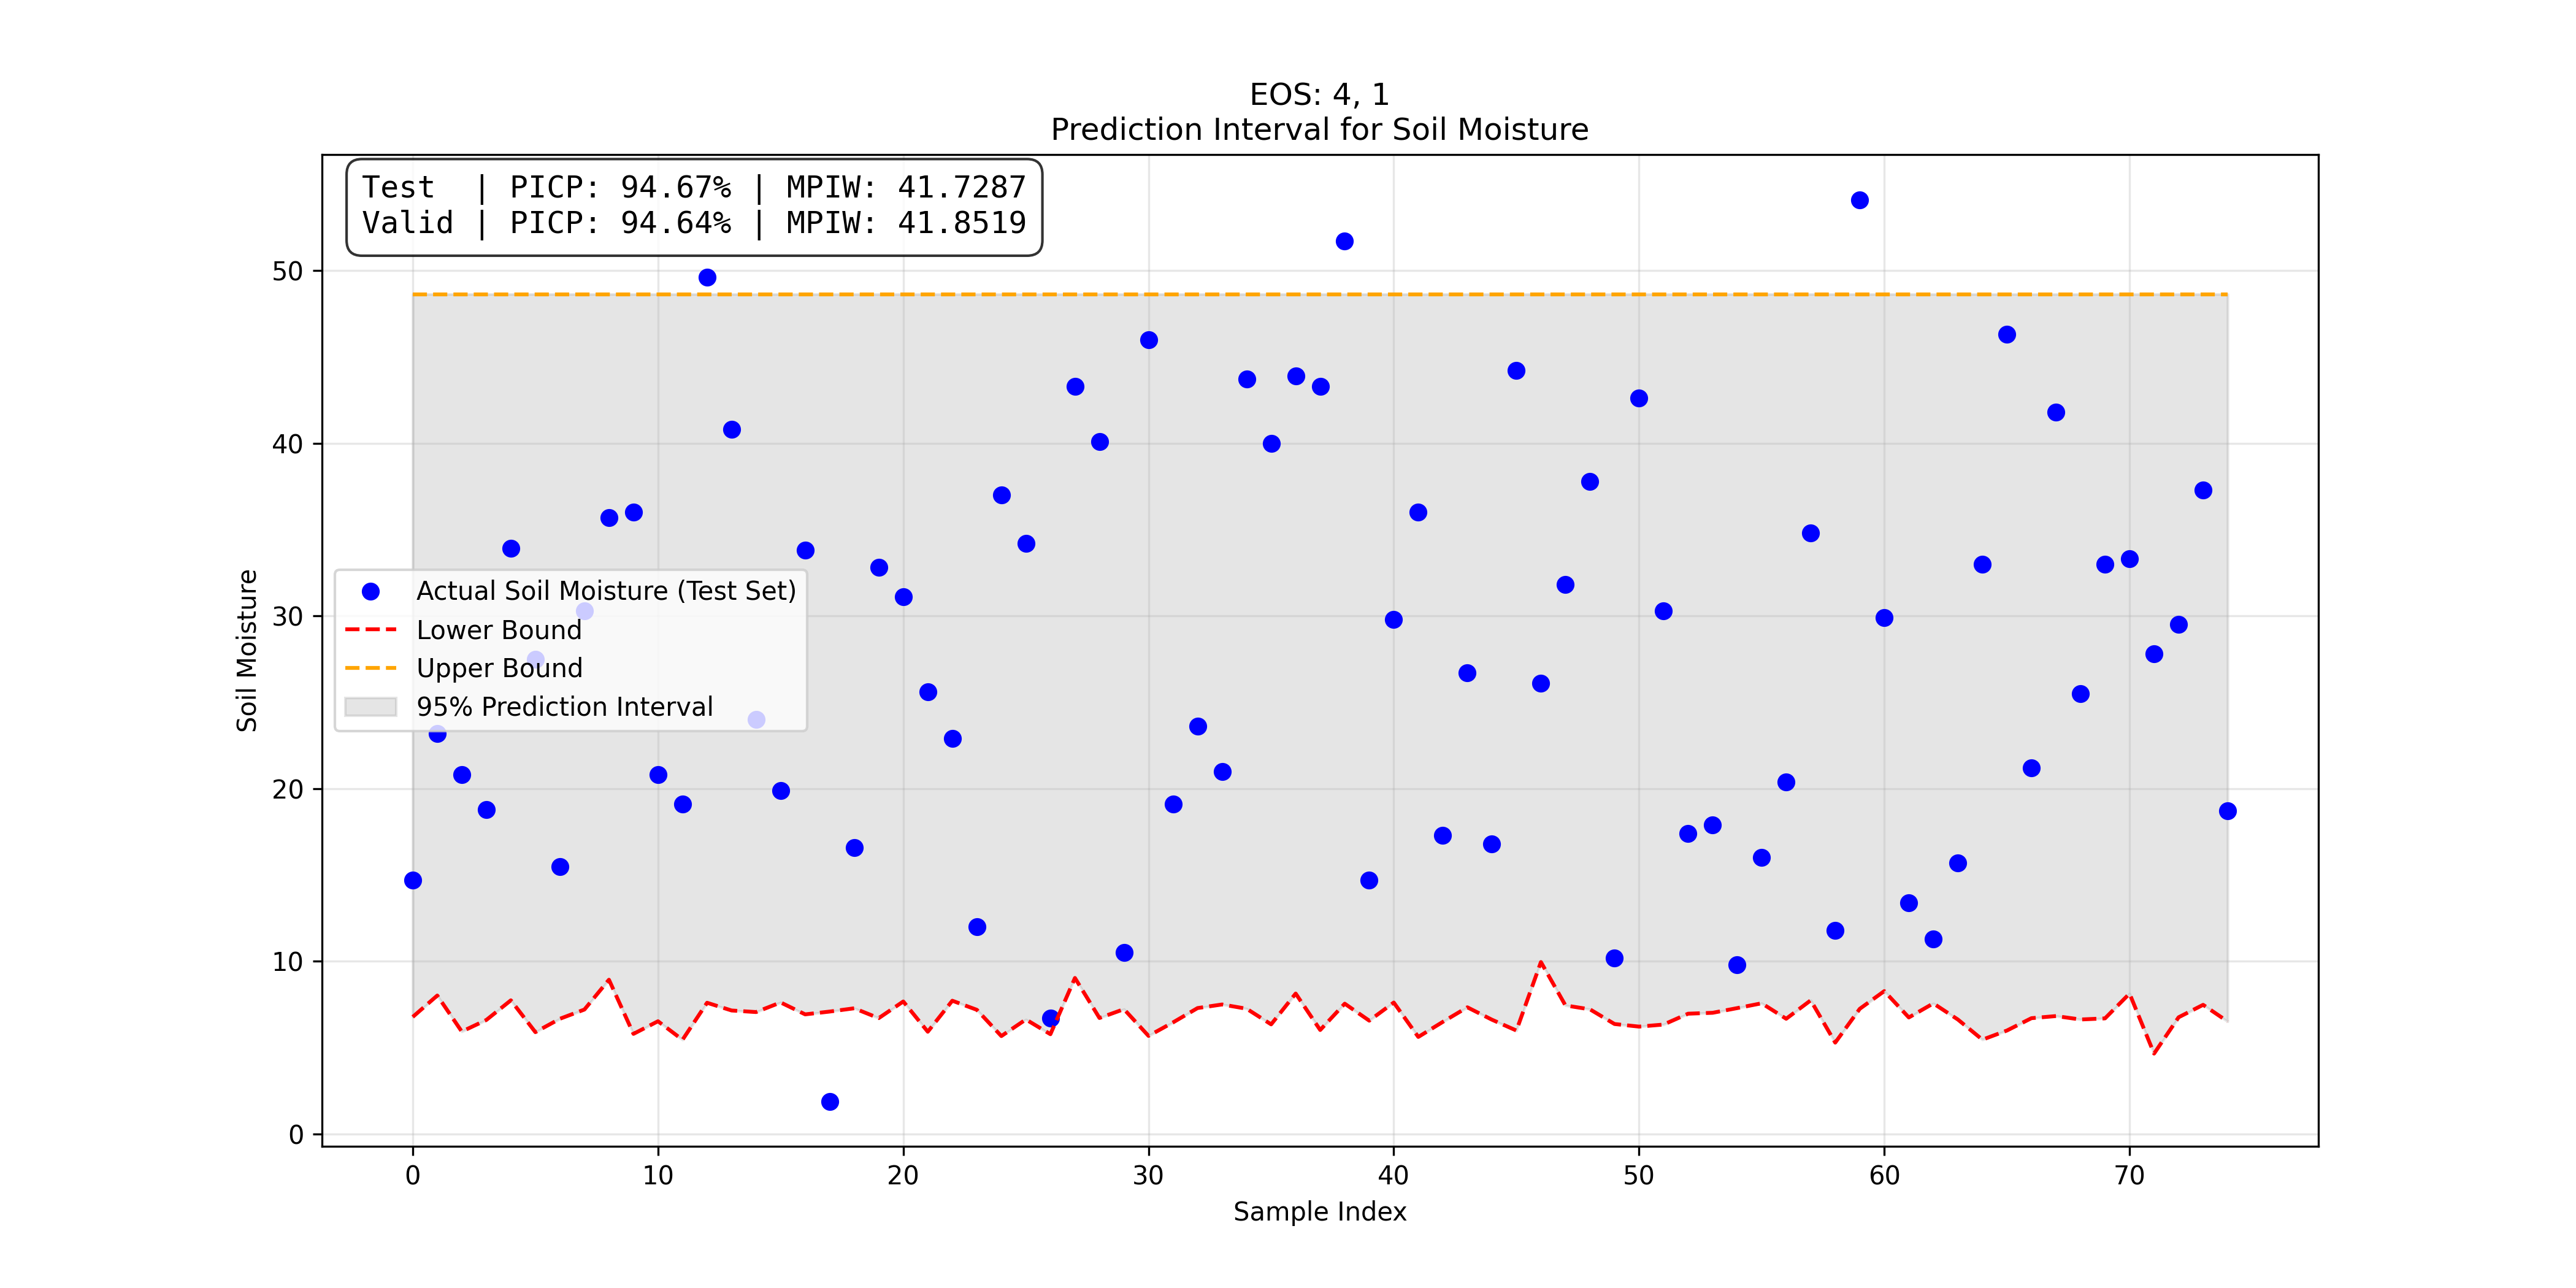 EOS: 4, 1
Prediction Interval for Soil Moisture
Test  | PICP: 94.67% | MPIW: 41.7287
Valid | PICP: 94.64% | MPIW: 41.8519
50
40
30
20
10
0
Soil Moisture
Actual Soil Moisture (Test Set)
Lower Bound
Upper Bound
95% Prediction Interval
0 10 20 30 40 50 60 70
Sample Index